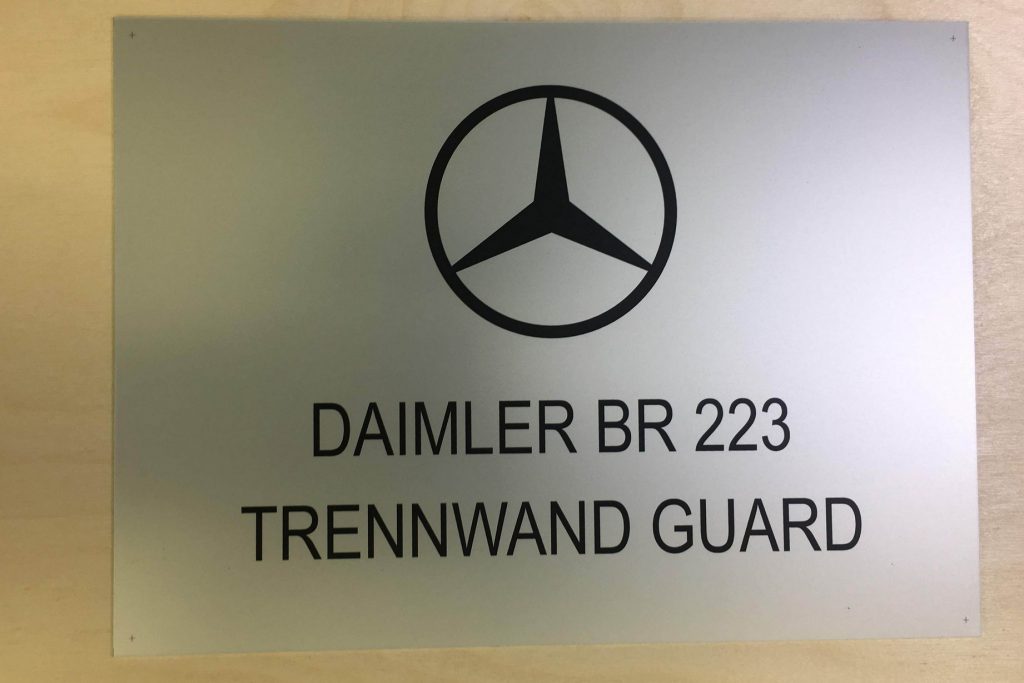 DAIMLER BR 223
TRENNWAND GUARD